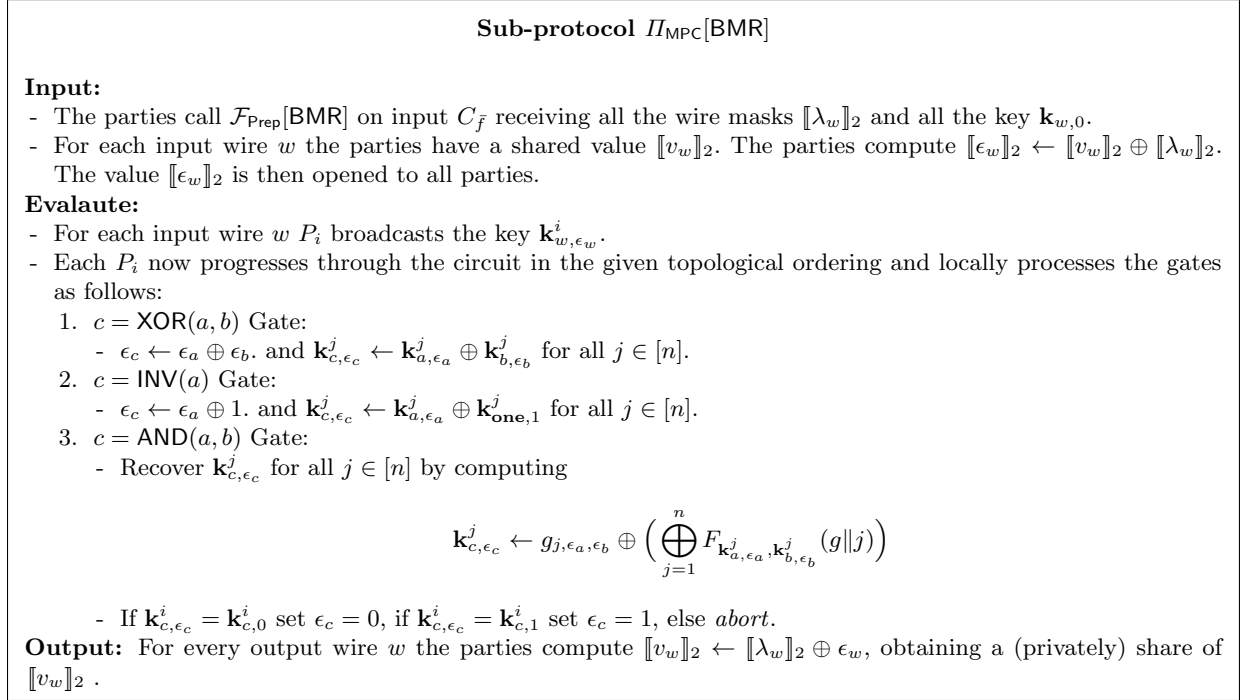 Sub-protocol Π_MPC[BMR]
Input:
- The parties call ℱ_Prep[BMR] on input C_f̄ receiving all the wire masks ⟦λ_w⟧_2 and all the key k_{w,0}.
- For each input wire w the parties have a shared value ⟦v_w⟧_2. The parties compute ⟦ϵ_w⟧_2 ← ⟦v_w⟧_2 ⊕ ⟦λ_w⟧_2.
The value ⟦ϵ_w⟧_2 is then opened to all parties.
Evalaute:
- For each input wire w P_i broadcasts the key k^i_{w,ϵ_w}.
- Each P_i now progresses through the circuit in the given topological ordering and locally processes the gates
as follows:
1. c = XOR(a, b) Gate:
- ϵ_c ← ϵ_a ⊕ ϵ_b. and k^j_{c,ϵ_c} ← k^j_{a,ϵ_a} ⊕ k^j_{b,ϵ_b} for all j ∈ [n].
2. c = INV(a) Gate:
- ϵ_c ← ϵ_a ⊕ 1. and k^j_{c,ϵ_c} ← k^j_{a,ϵ_a} ⊕ k^j_{one,1} for all j ∈ [n].
3. c = AND(a, b) Gate:
- Recover k^j_{c,ϵ_c} for all j ∈ [n] by computing
k^j_{c,ϵ_c} ← g_{j,ϵ_a,ϵ_b} ⊕ ( ⨁_{j=1}^{n} F_{k^j_{a,ϵ_a},k^j_{b,ϵ_b}} (g∥j) )
- If k^i_{c,ϵ_c} = k^i_{c,0} set ϵ_c = 0, if k^i_{c,ϵ_c} = k^i_{c,1} set ϵ_c = 1, else abort.
Output: For every output wire w the parties compute ⟦v_w⟧_2 ← ⟦λ_w⟧_2 ⊕ ϵ_w, obtaining a (privately) share of
⟦v_w⟧_2 .